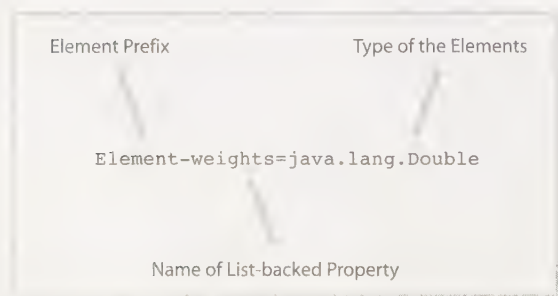 Element Prefix
Type of the Elements
Element-weights=java.lang.Double
Name of List-backed Property